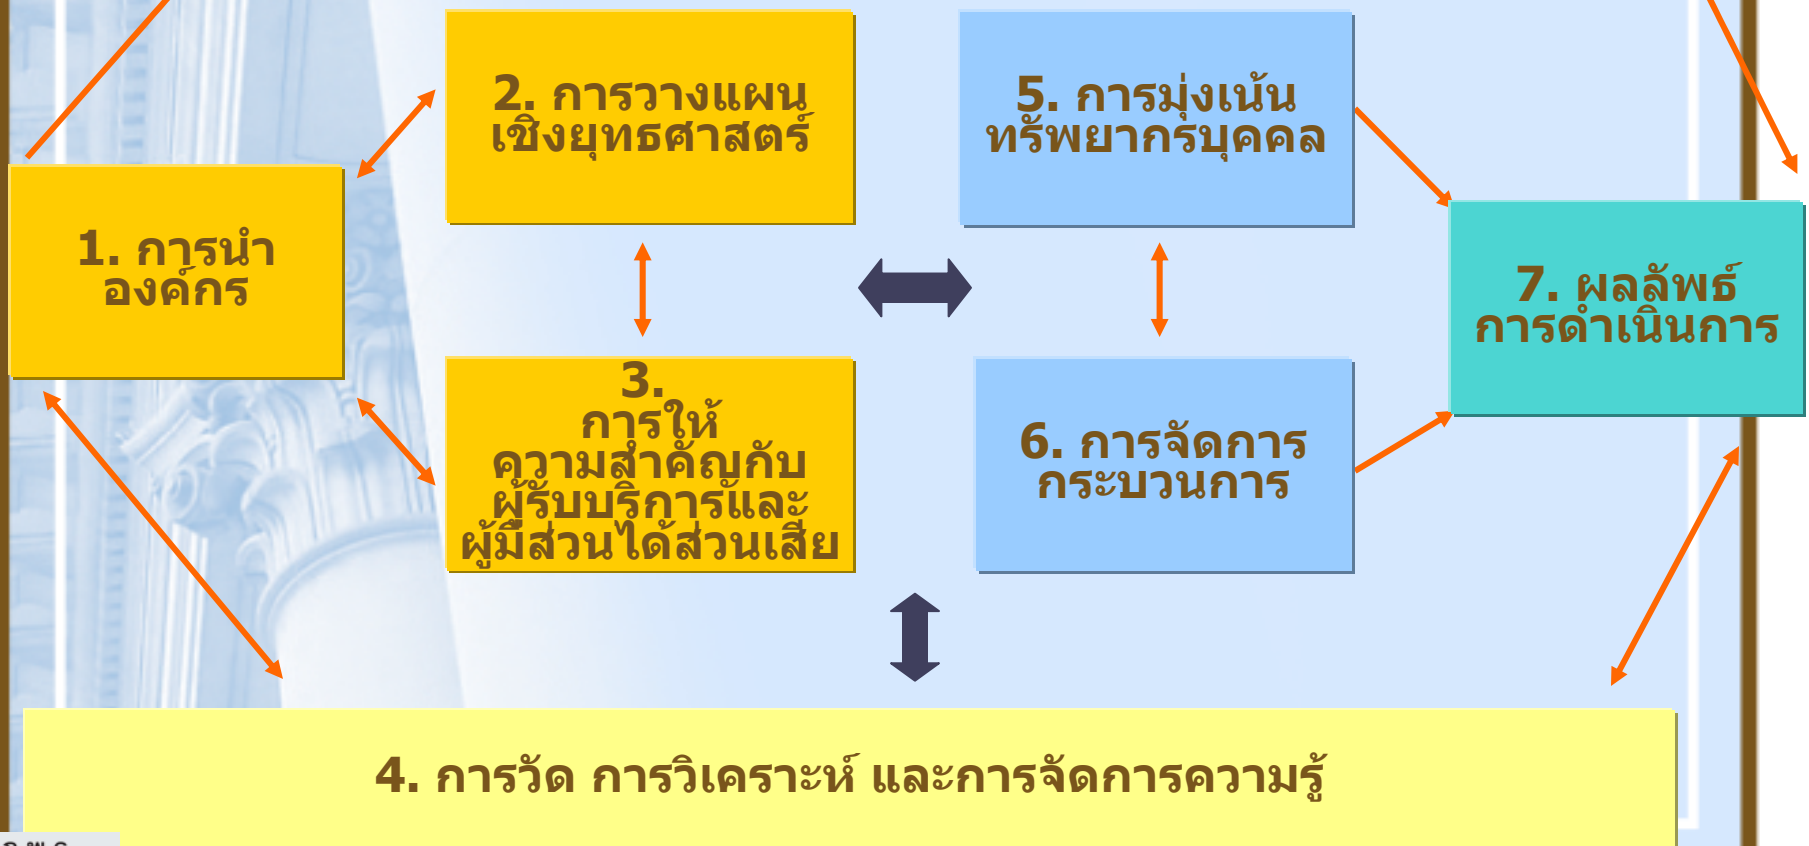 2. การวางแผน
เชิงยุทธศาสตร์
5. การมุ่งเน้น
ทรัพยากรบุคคล
1. การนำ
องค์กร
7. ผลลัพธ์
การดำเนินการ
3.
การให้
ความสำคัญกับ
ผู้รับบริการและ
ผู้มีส่วนได้ส่วนเสีย
6. การจัดการ
กระบวนการ
4. การวัด การวิเคราะห์ และการจัดการความรู้